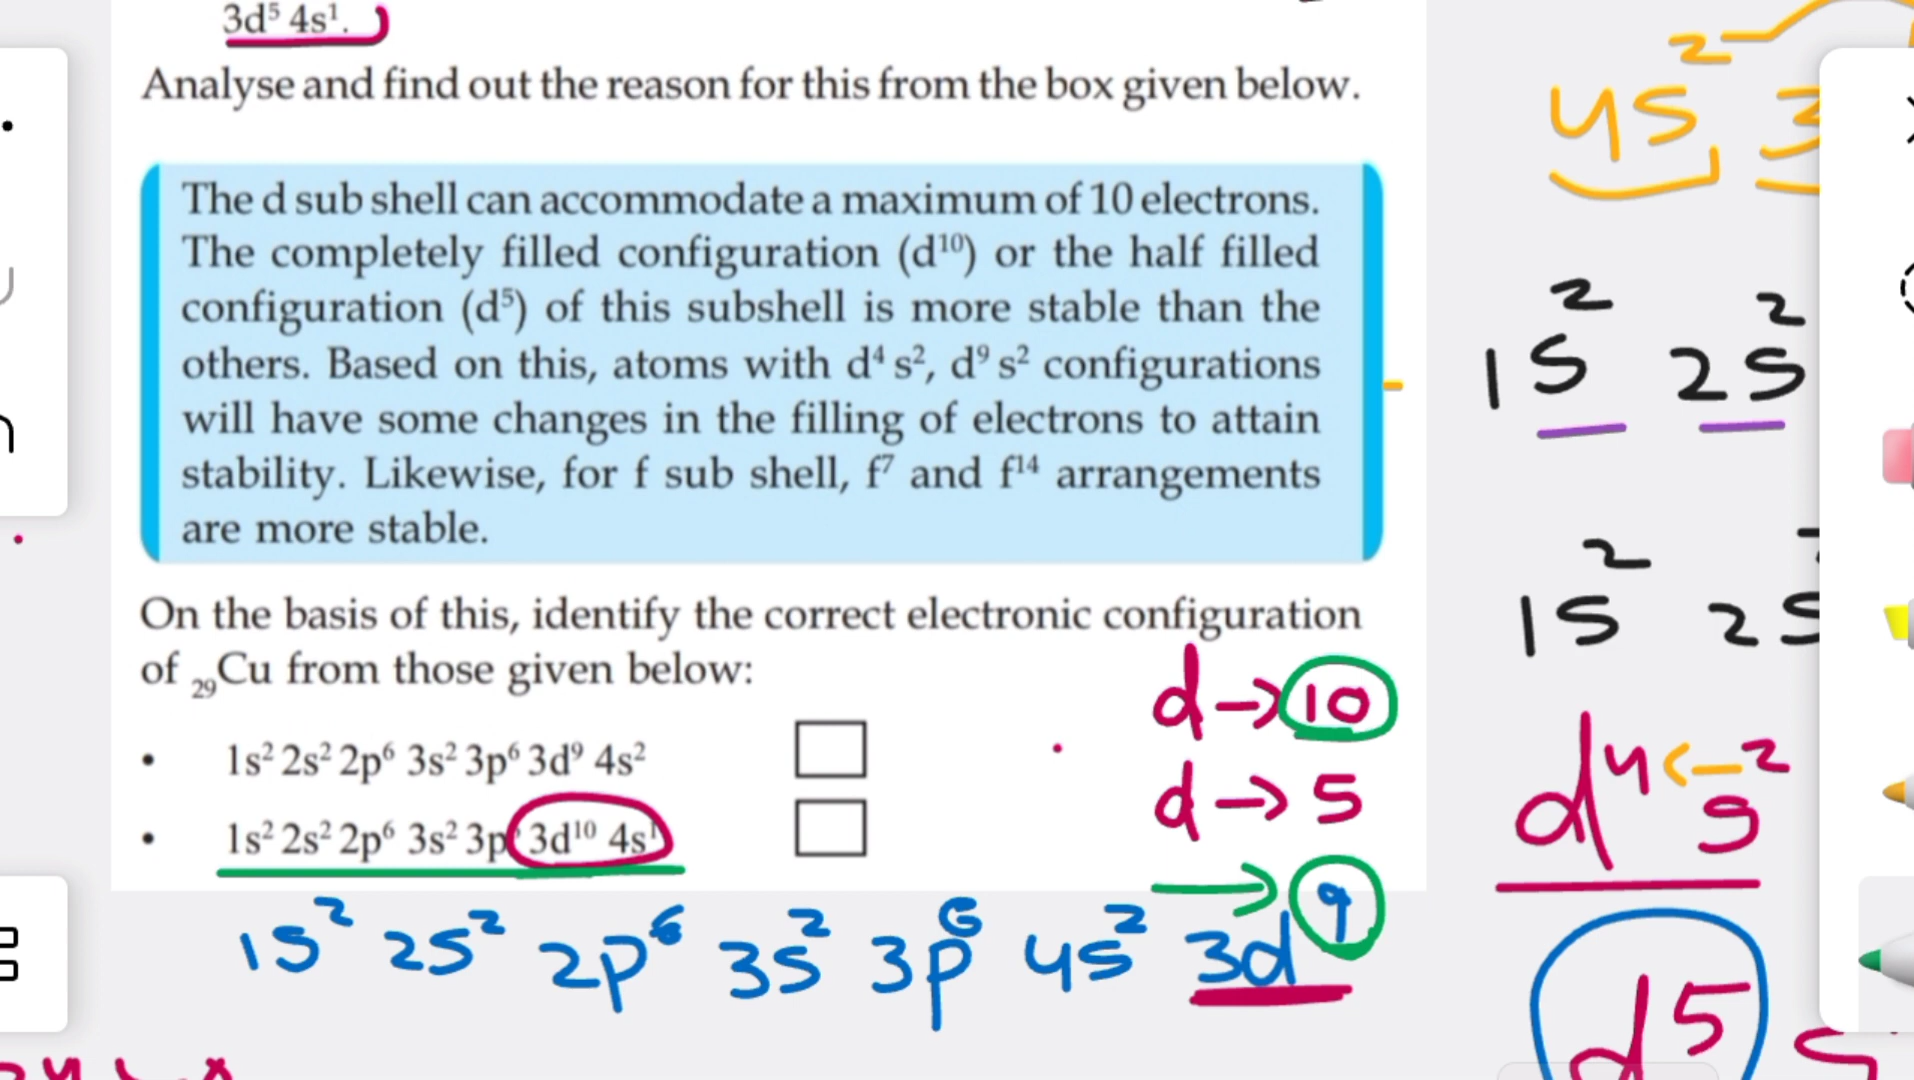 3d⁵ 4s¹.
Analyse and find out the reason for this from the box given below.
The d sub shell can accommodate a maximum of 10 electrons.
The completely filled configuration (d¹⁰) or the half filled
configuration (d⁵) of this subshell is more stable than the
others. Based on this, atoms with d⁴ s², d⁹ s² configurations
will have some changes in the filling of electrons to attain
stability. Likewise, for f sub shell, f⁷ and f¹⁴ arrangements
are more stable.
On the basis of this, identify the correct electronic configuration
of ₂₉Cu from those given below:
• 1s² 2s² 2p⁶ 3s² 3p⁶ 3d⁹ 4s²
• 1s² 2s² 2p⁶ 3s² 3p 3d¹⁰ 4s¹
d→10
d→5
→
1s² 2s² 2p⁶ 3s² 3p⁶ 4s² 3d⁹
4s² 3
1s² 2s²
1s² 2s
d⁴ ← s²
d5 s